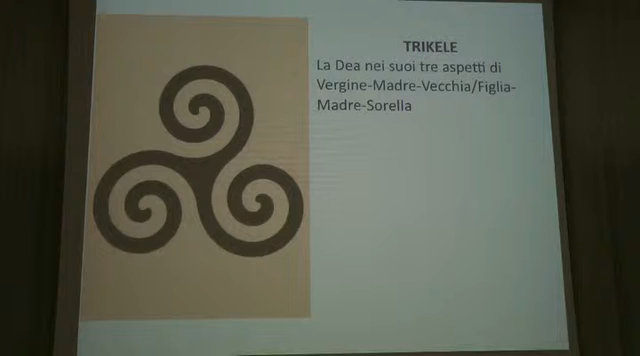 TRIKELE
La Dea nei suoi tre aspetti di
Vergine-Madre-Vecchia/Figlia-
Madre-Sorella